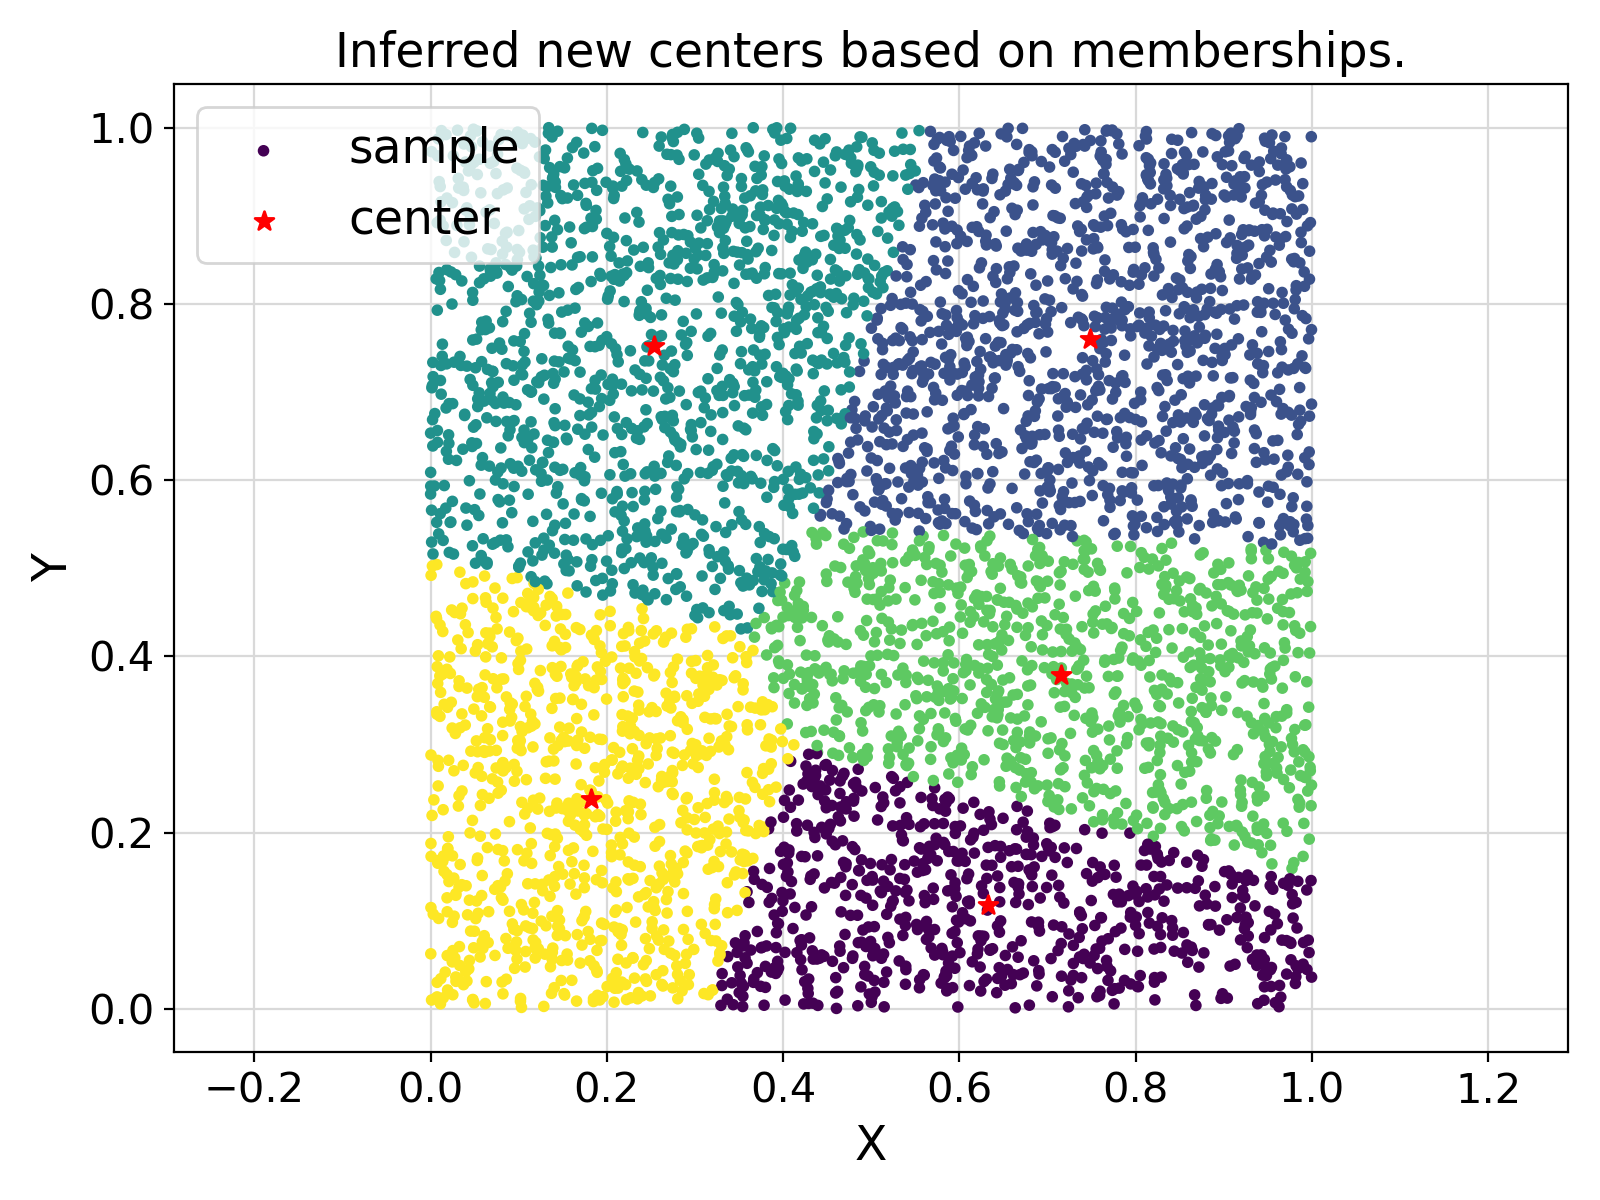 Inferred new centers based on memberships.
sample
center
1.0
0.8
0.6
0.4
0.2
0.0
Y
−0.2 0.0 0.2 0.4 0.6 0.8 1.0 1.2
X